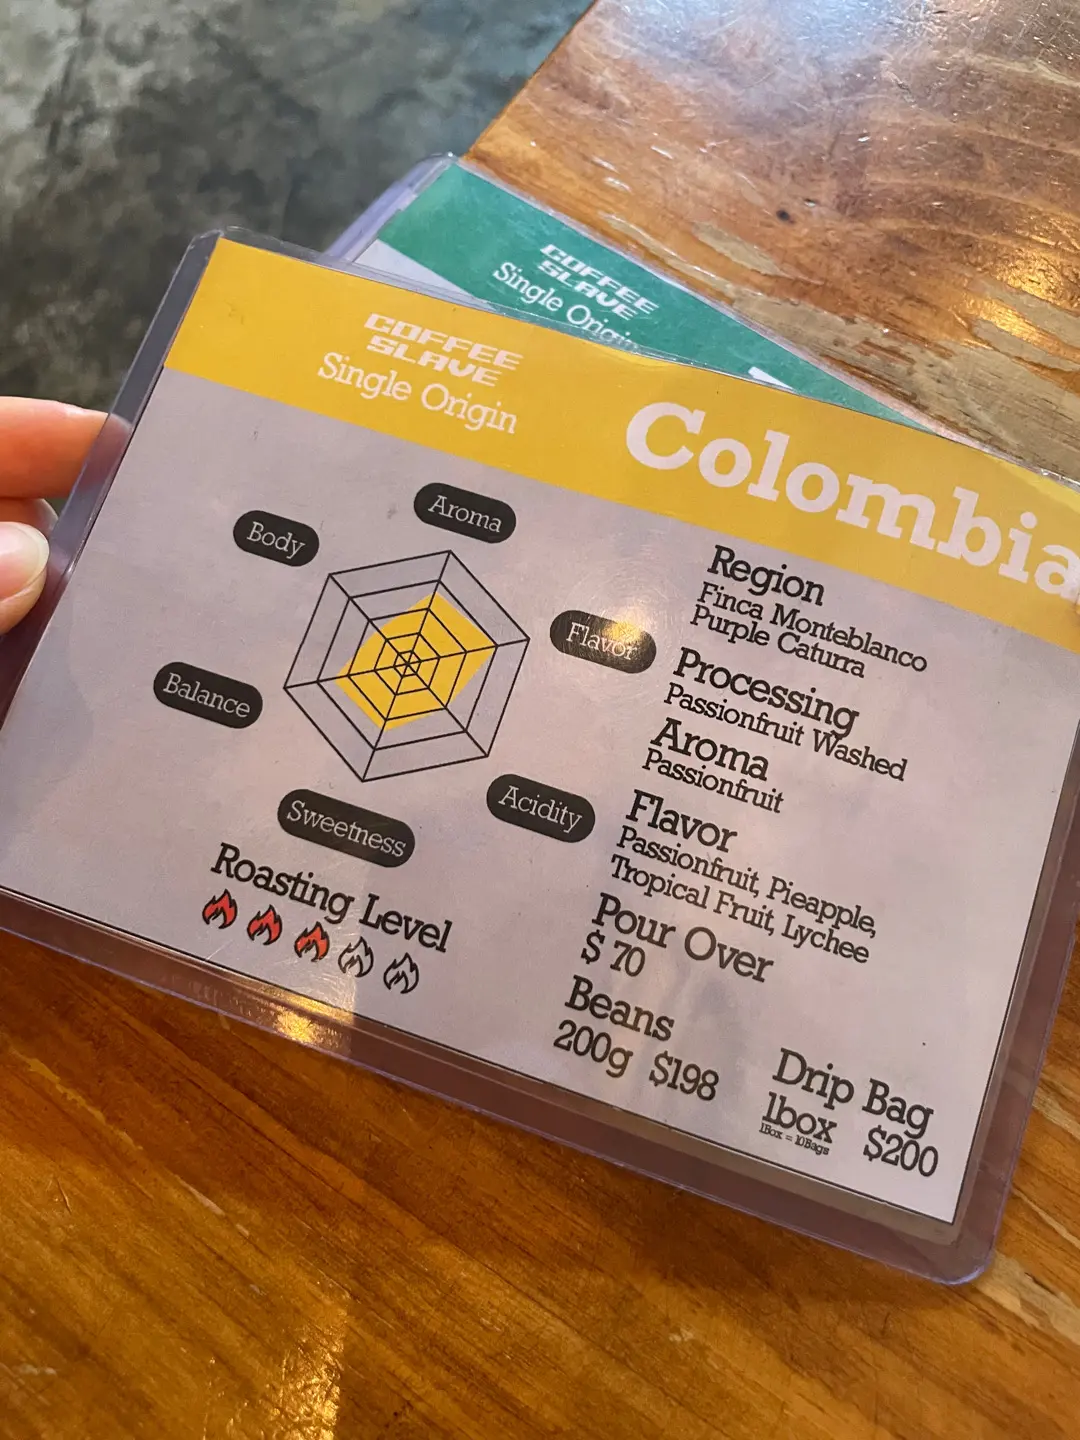 COFFEE
SLAVE
Single Origin
COFFEE
SLAVE
Single Origin
Colombia
Aroma
Body
Flavor
Balance
Acidity
Sweetness
Roasting Level
Region
Finca Monteblanco
Purple Caturra
Processing
Passionfruit Washed
Aroma
Passionfruit
Flavor
Passionfruit, Pieapple,
Tropical Fruit, Lychee
Pour Over
$ 70
Beans
200g $198
Drip Bag
1box $200
1Box = 10Bags